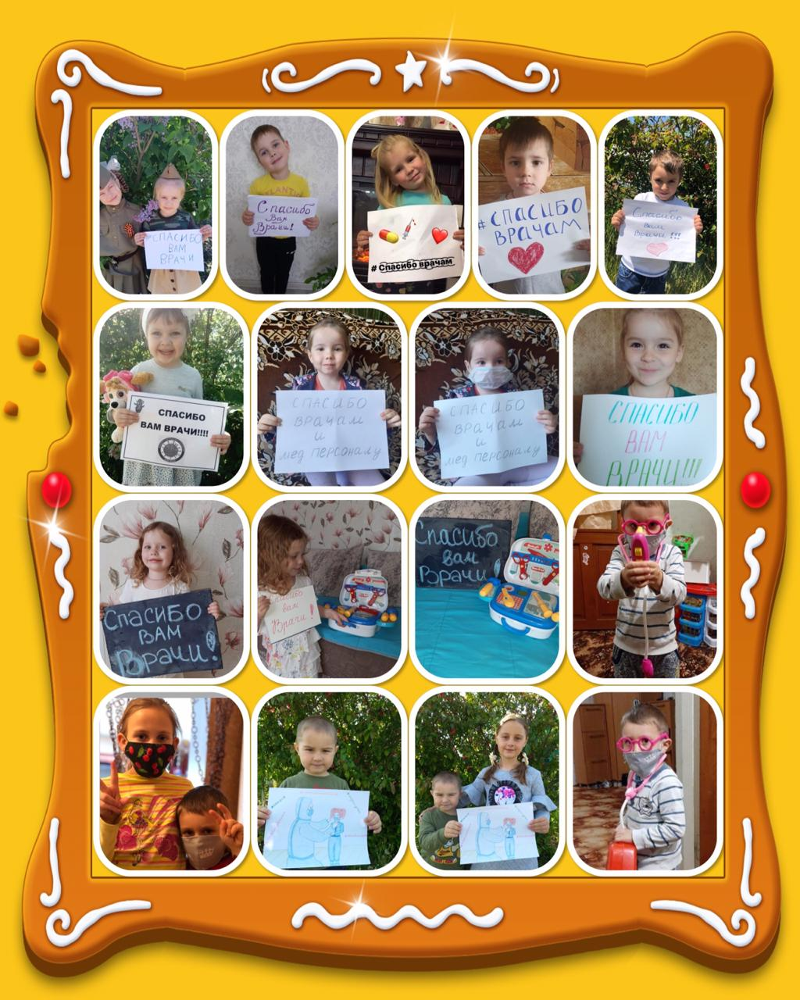 #СПАСИБО
ВАМ
ВРАЧИ
ATLANTI
Спасибо
Вам
Врачи!
# Спасибо врачам
#СПАСИБО
ВРАЧАМ
Спасибо
вам
Врачи!!!
СПАСИБО
ВАМ ВРАЧИ!!!!
СПАСИБО
ВРАЧАМ
И
МЕД ПЕРСОНАЛУ
СПАСИБО
ВРАЧАМ
И
МЕД ПЕРСОНАЛУ
СПАСИБО
ВАМ
ВРАЧИ!!!
СПАСИБО
ВАМ
Врачи!
Спасибо
вам
Врачи!
Спасибо
вам
Врачи